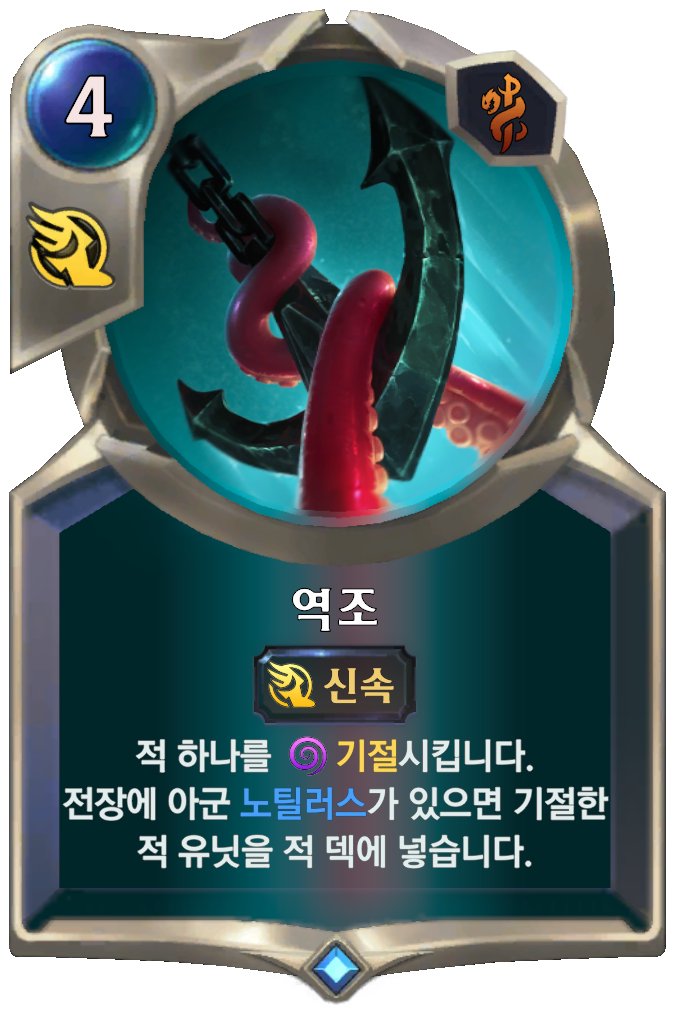 4
역조
신속
적 하나를 기절시킵니다.
전장에 아군 노틸러스가 있으면 기절한
적 유닛을 적 덱에 넣습니다.